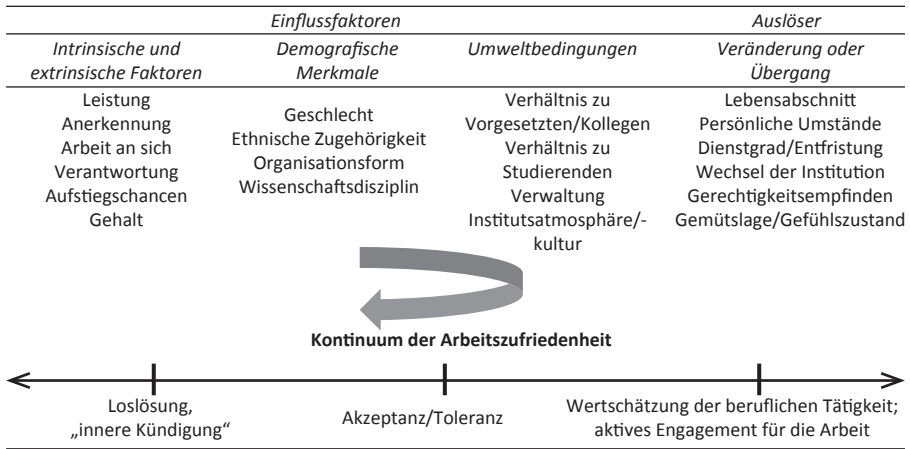 Einflussfaktoren
Auslöser
Intrinsische und
extrinsische Faktoren
Demografische
Merkmale
Umweltbedingungen
Veränderung oder
Übergang
Leistung
Anerkennung
Arbeit an sich
Verantwortung
Aufstiegschancen
Gehalt
Geschlecht
Ethnische Zugehörigkeit
Organisationsform
Wissenschaftsdisziplin
Verhältnis zu
Vorgesetzten/Kollegen
Verhältnis zu
Studierenden
Verwaltung
Institutsatmosphäre/-
kultur
Lebensabschnitt
Persönliche Umstände
Dienstgrad/Entfristung
Wechsel der Institution
Gerechtigkeitsempfinden
Gemütslage/Gefühlszustand
Kontinuum der Arbeitszufriedenheit
Loslösung,
„innere Kündigung“
Akzeptanz/Toleranz
Wertschätzung der beruflichen Tätigkeit;
aktives Engagement für die Arbeit